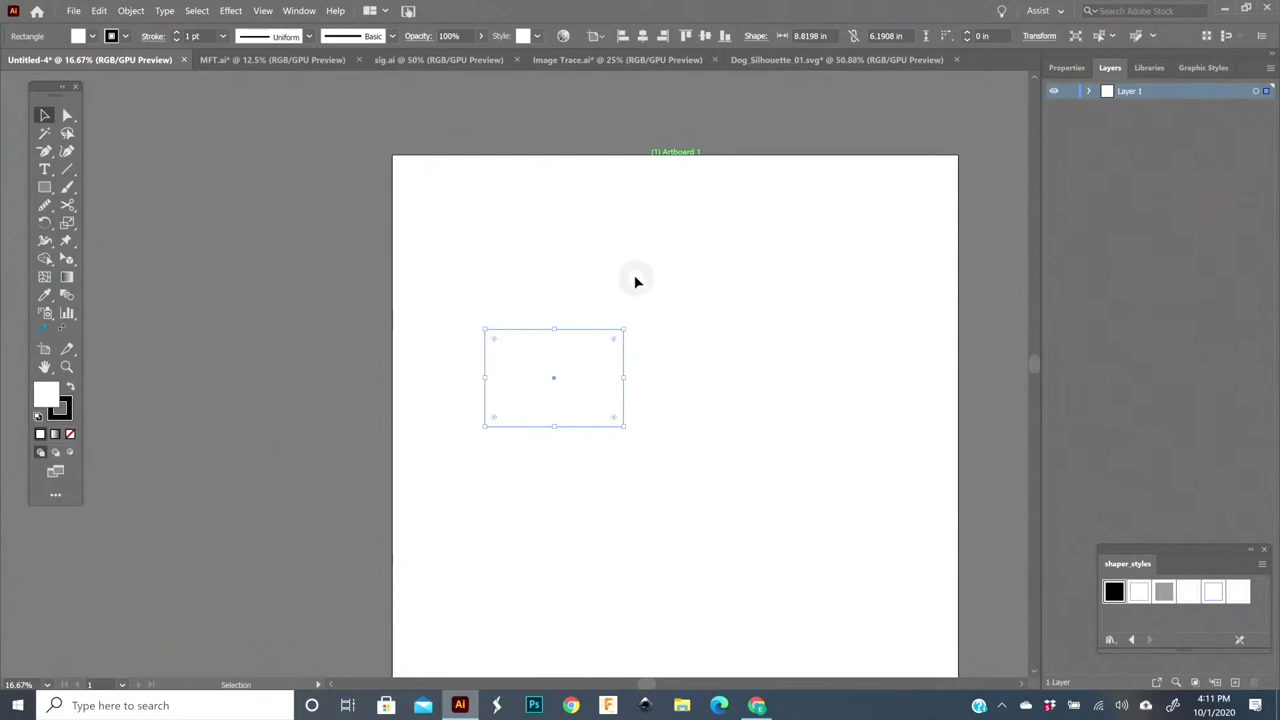 Ai File Edit Object Type Select Effect View Window Help Assist Search Adobe Stock
Rectangle Stroke: 1 pt Uniform Basic Opacity: 100% Style: Shape: 8.8198 in 6.1908 in 0 in Transform
Untitled-4* @ 16.67% (RGB/GPU Preview) × MFT.ai* @ 12.5% (RGB/GPU Preview) × sig.ai @ 50% (RGB/GPU Preview) × Image Trace.ai* @ 25% (RGB/GPU Preview) × Dog_Silhouette_01.svg* @ 50.88% (RGB/GPU Preview) ×
Properties Layers Libraries Graphic Styles
Layer 1
(1) Artboard 1
T
shaper_styles
16.67% 1 Selection
1 Layer
Type here to search
Ai Ps F
4:11 PM
10/1/2020